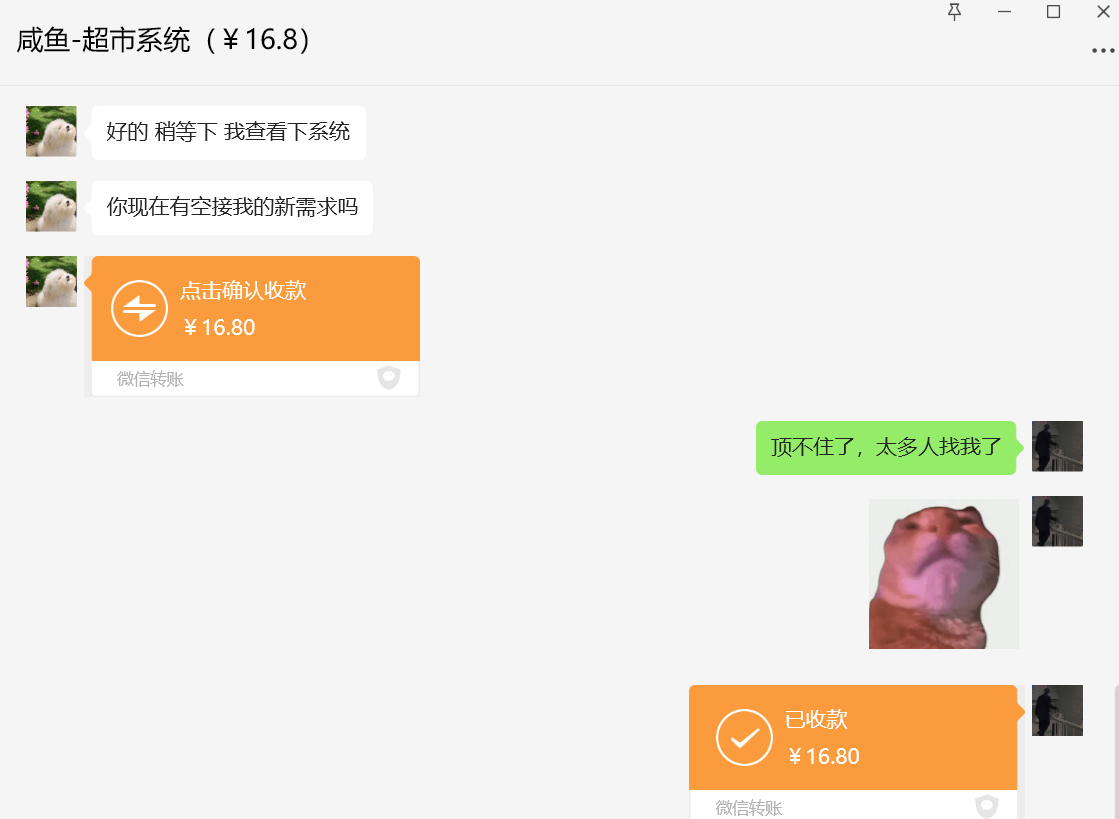 咸鱼-超市系统（￥16.8）
好的 稍等下 我查看下系统
你现在有空接我的新需求吗
点击确认收款
￥16.80
微信转账
顶不住了，太多人找我了
已收款
￥16.80
微信转账